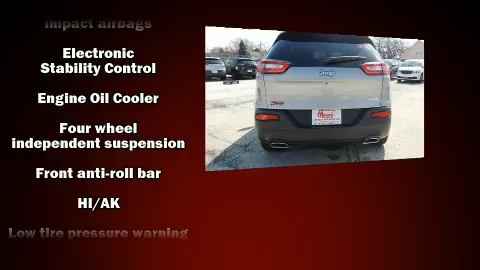 impact airbags
Electronic
Stability Control
Engine Oil Cooler
Four wheel
independent suspension
Front anti-roll bar
HI/AK
Low tire pressure warning
Jeep